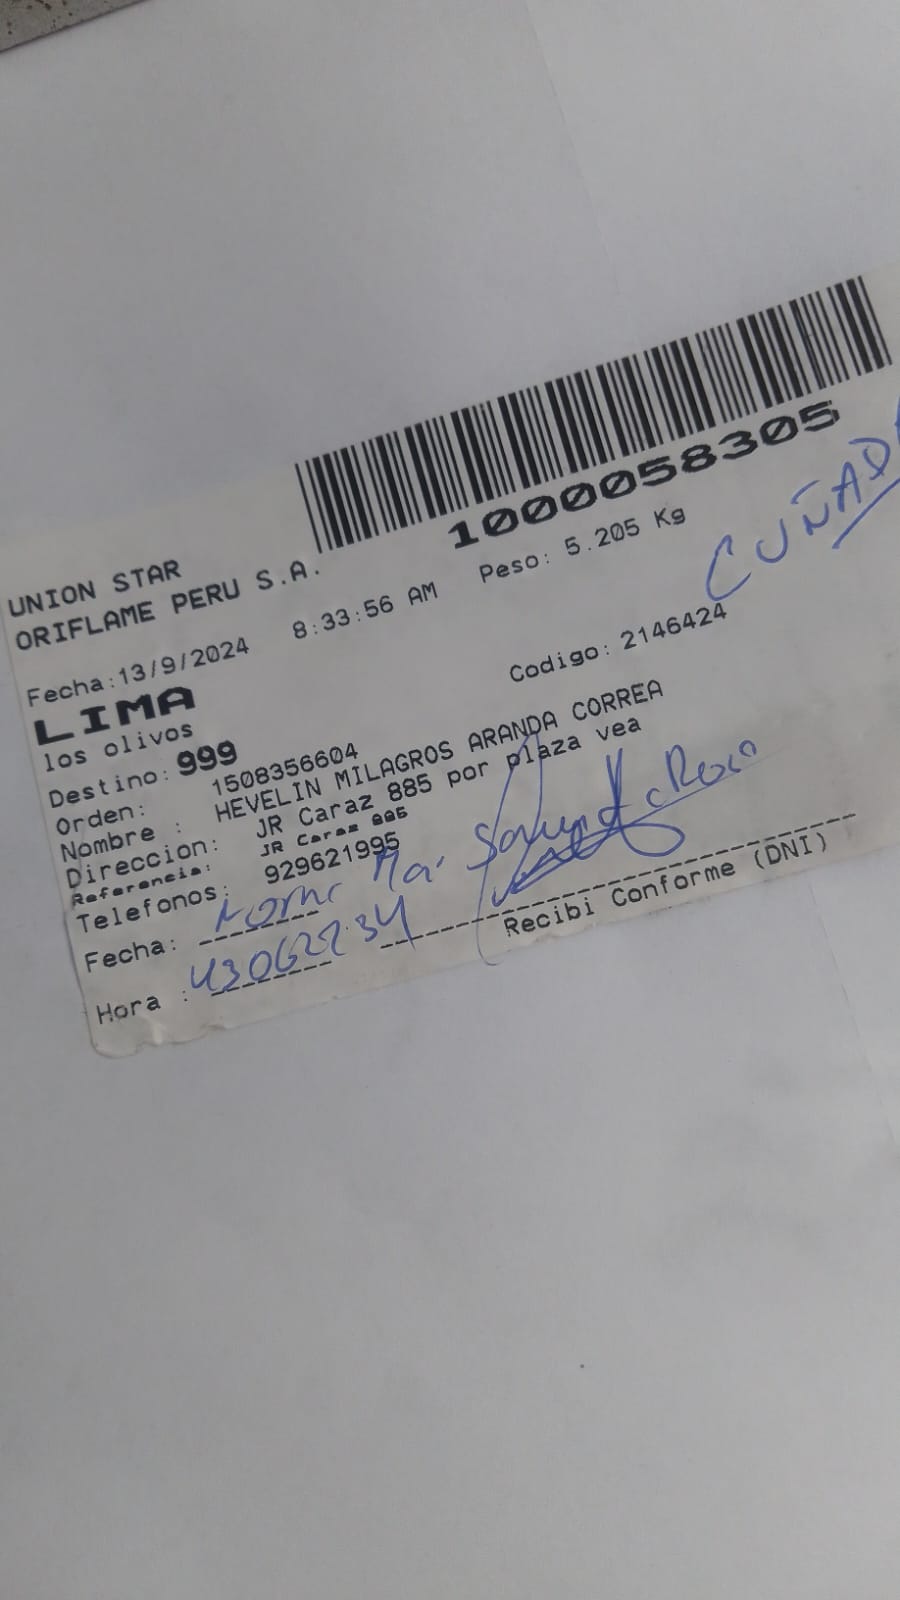 1000058305
UNION STAR
ORIFLAME PERU S.A.
Fecha:13/9/2024 8:33:56 AM Peso: 5.205 Kg
CUÑADA
LIMA
los olivos
Codigo: 2146424
Destino: 999
Orden: 1508356604
Nombre : HEVELIN MILAGROS ARANDA CORREA
Direccion: JR Caraz 885 por plaza vea
Referencia: JR Caraz 885
Telefonos: 929621995
Fecha:
Hora : 43062234
Recibi Conforme (DNI)